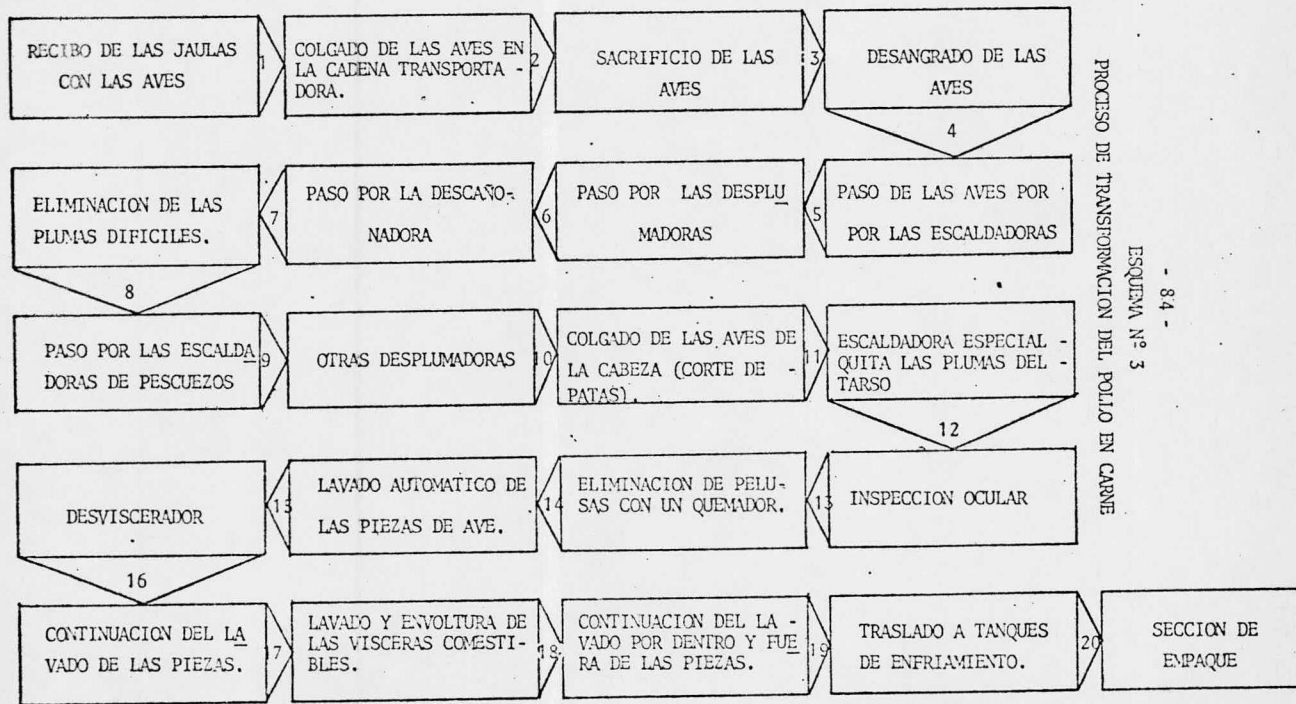 - 84 -
ESQUEMA Nº 3
PROCESO DE TRANSFORMACION DEL POLLO EN CARNE
RECIBO DE LAS JAULAS
CON LAS AVES
1
COLGADO DE LAS AVES EN
LA CADENA TRANSPORTA -
DORA.
2
SACRIFICIO DE LAS
AVES
3
DESANGRADO DE LAS
AVES
4
PASO DE LAS AVES POR
POR LAS ESCALDADORAS
5
PASO POR LAS DESPLU
MADORAS
6
PASO POR LA DESCAÑO-
NADORA
7
ELIMINACION DE LAS
PLUMAS DIFICILES.
8
PASO POR LAS ESCALDA
DORAS DE PESCUEZOS
9
OTRAS DESPLUMADORAS
10
COLGADO DE LAS AVES DE
LA CABEZA (CORTE DE -
PATAS).
11
ESCALDADORA ESPECIAL -
QUITA LAS PLUMAS DEL -
TARSO
12
INSPECCION OCULAR
13
ELIMINACION DE PELU-
SAS CON UN QUEMADOR.
14
LAVADO AUTOMATICO DE
LAS PIEZAS DE AVE.
DESVISCERADOR
16
CONTINUACION DEL LA
VADO DE LAS PIEZAS.
17
LAVADO Y ENVOLTURA DE
LAS VISCERAS COMESTI-
BLES.
18
CONTINUACION DEL LA -
VADO POR DENTRO Y FUE
RA DE LAS PIEZAS.
19
TRASLADO A TANQUES
DE ENFRIAMIENTO.
20
SECCION DE
EMPAQUE